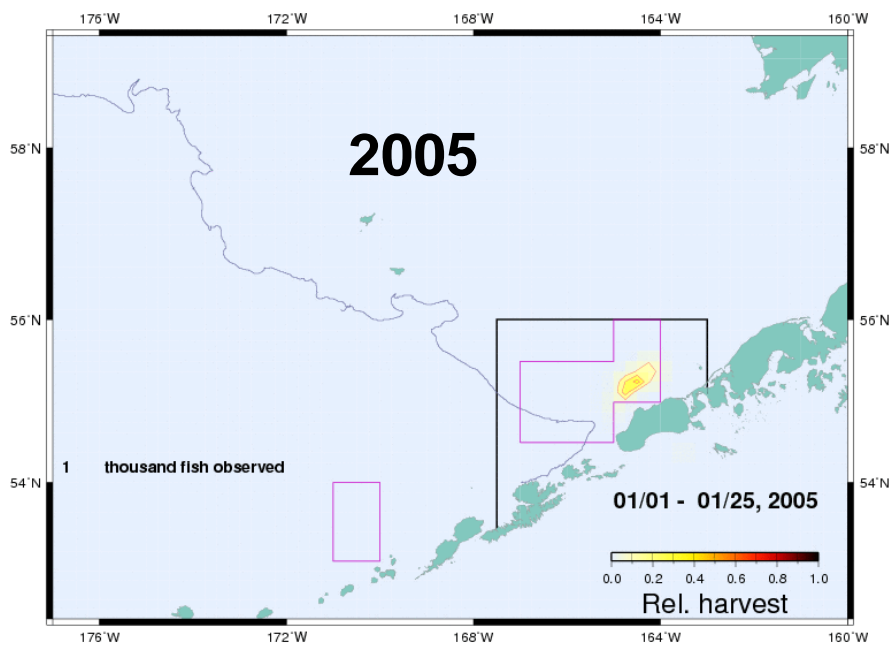 176˚W 172˚W 168˚W 164˚W 160˚W
58˚N 58˚N
2005
56˚N 56˚N
1 thousand fish observed
54˚N 54˚N
01/01 - 01/25, 2005
0.0 0.2 0.4 0.6 0.8 1.0
Rel. harvest
176˚W 172˚W 168˚W 164˚W 160˚W